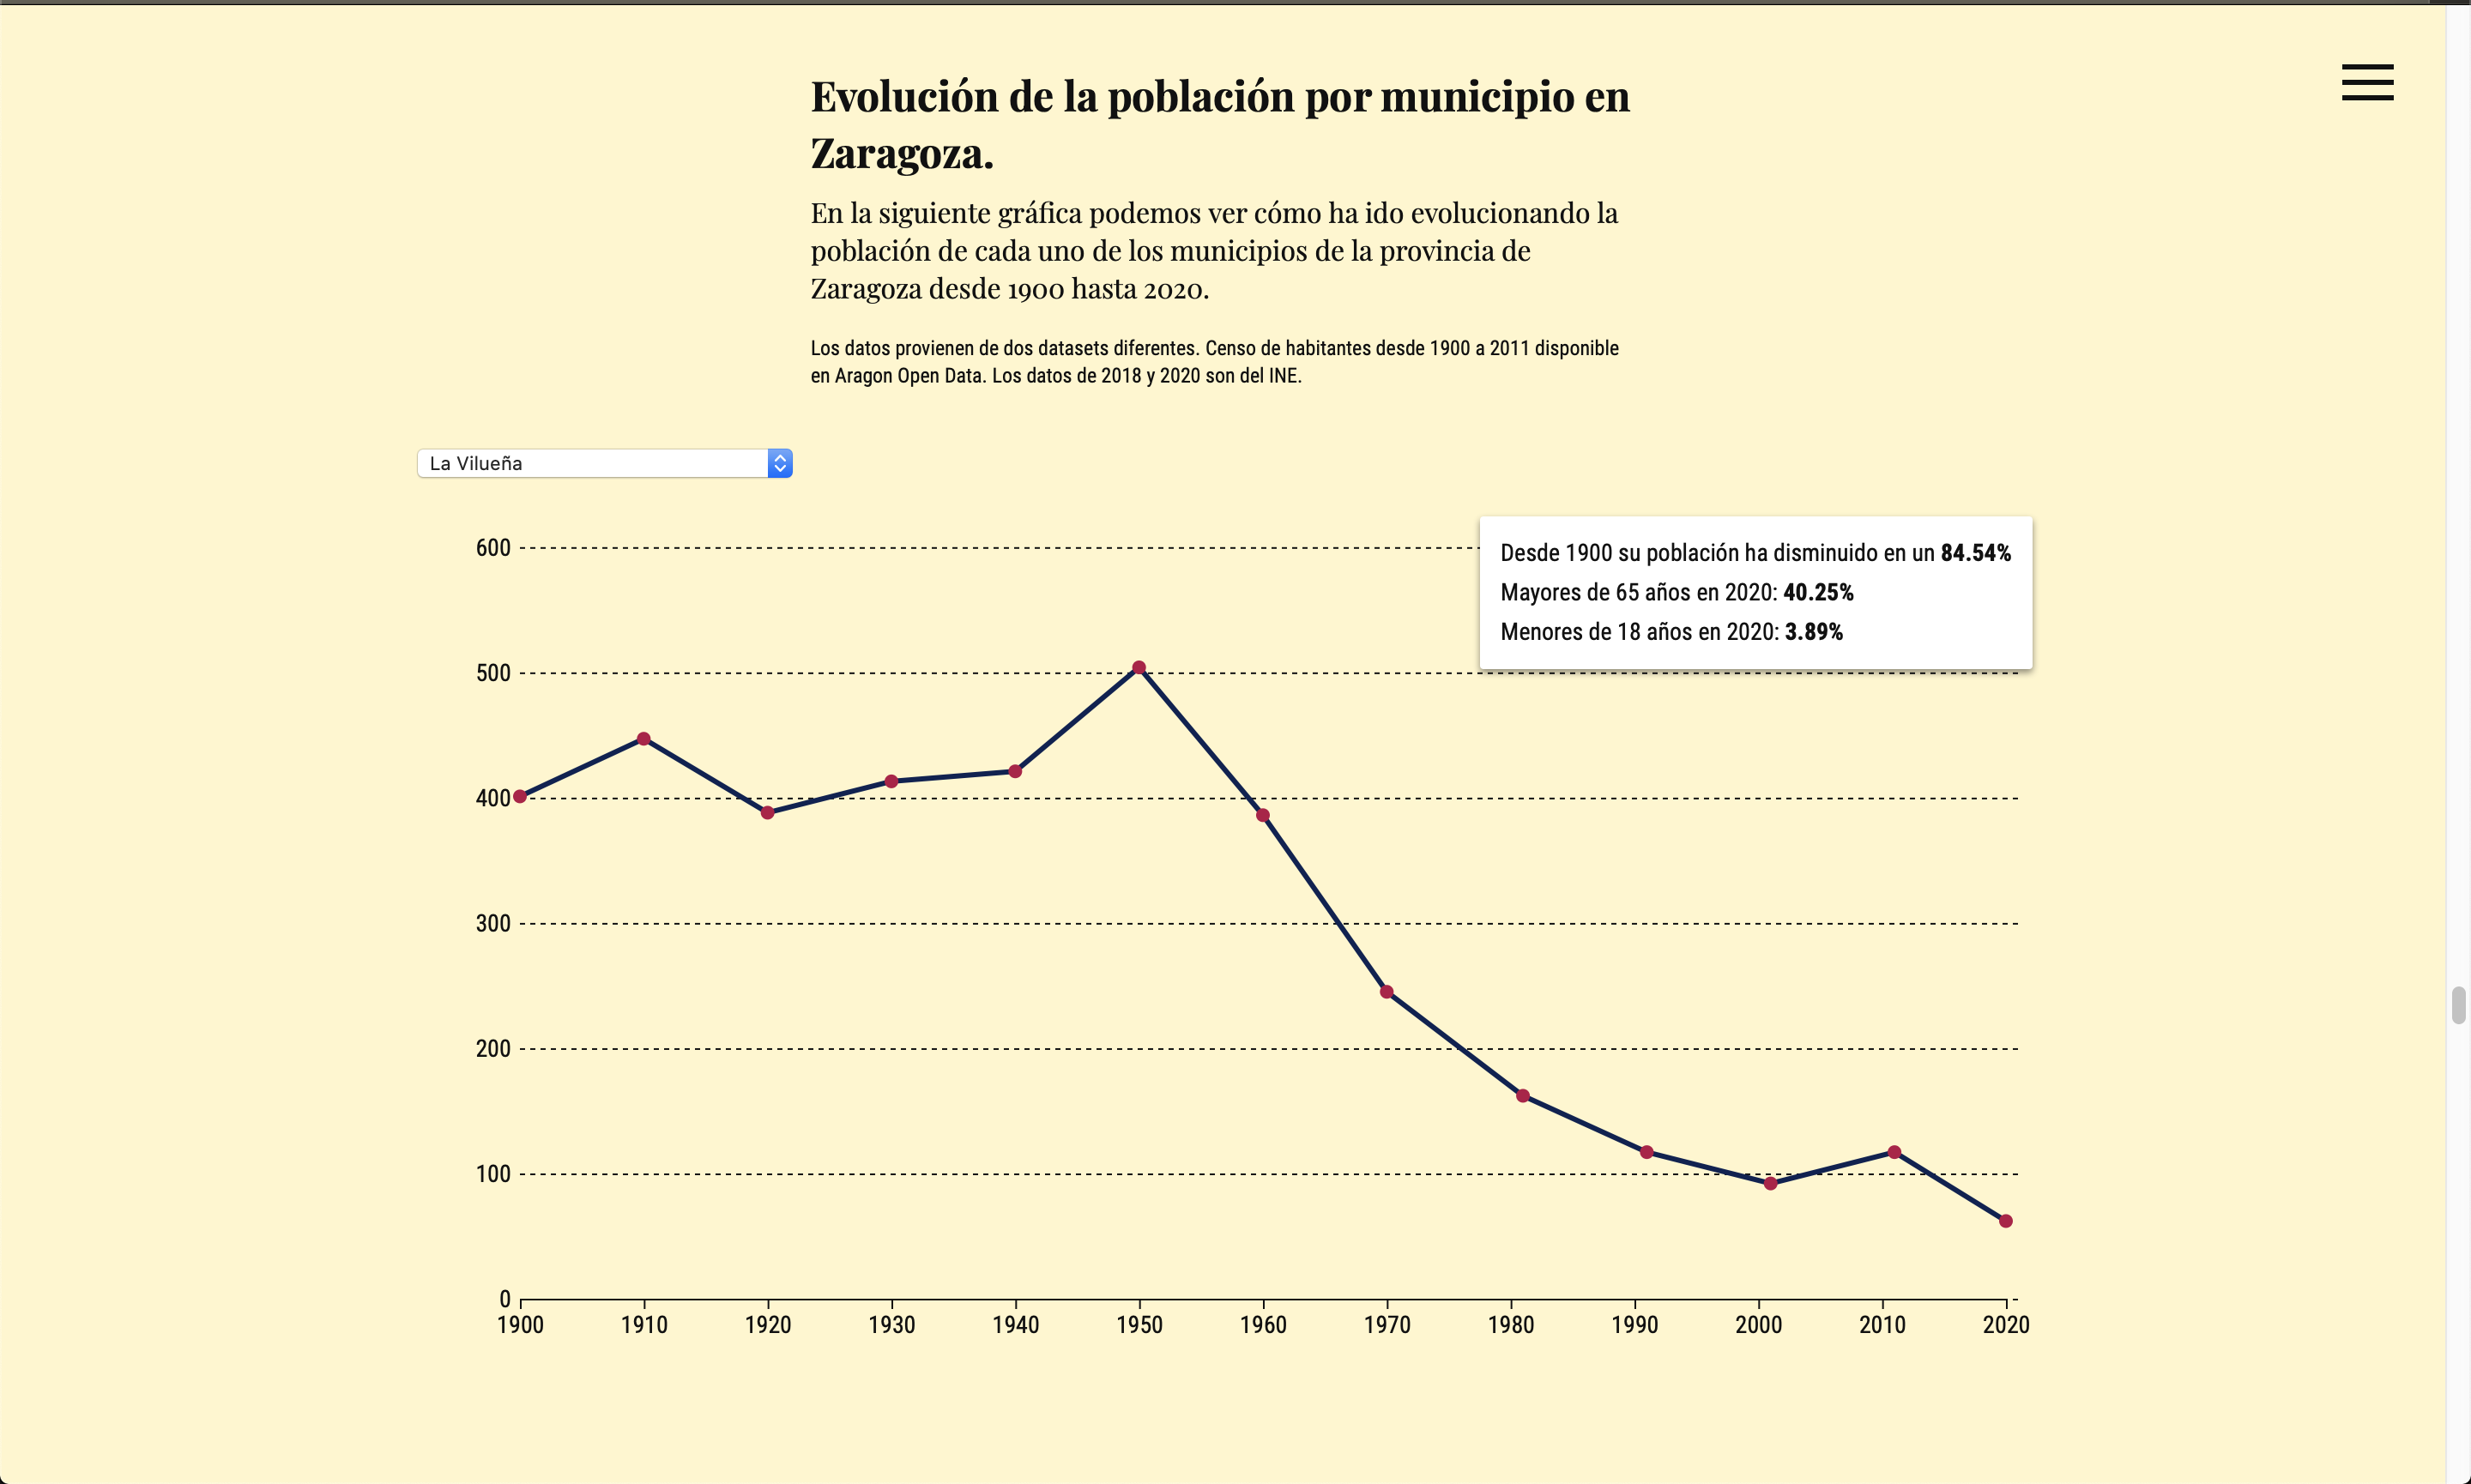 Evolución de la población por municipio en
Zaragoza.
En la siguiente gráfica podemos ver cómo ha ido evolucionando la
población de cada uno de los municipios de la provincia de
Zaragoza desde 1900 hasta 2020.
Los datos provienen de dos datasets diferentes. Censo de habitantes desde 1900 a 2011 disponible
en Aragon Open Data. Los datos de 2018 y 2020 son del INE.
La Vilueña
Desde 1900 su población ha disminuido en un 84.54%
Mayores de 65 años en 2020: 40.25%
Menores de 18 años en 2020: 3.89%
600
500
400
300
200
100
0
1900 1910 1920 1930 1940 1950 1960 1970 1980 1990 2000 2010 2020